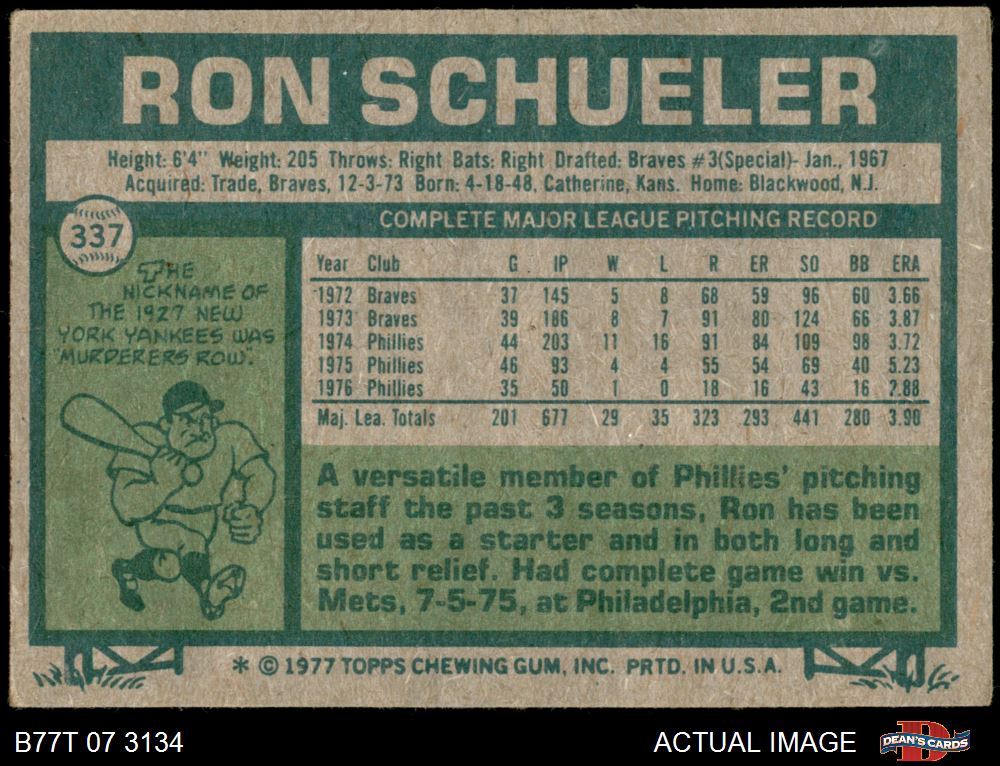 RON SCHUELER
Height: 6'4" Weight: 205 Throws: Right Bats: Right Drafted: Braves #3(Special)- Jan., 1967
Acquired: Trade, Braves, 12-3-73 Born: 4-18-48, Catherine, Kans. Home: Blackwood, N.J.
337
THE
NICKNAME OF
THE 1927 NEW
YORK YANKEES WAS
"MURDERERS ROW".
COMPLETE MAJOR LEAGUE PITCHING RECORD
Year Club G IP W L R ER SO BB ERA
1972 Braves 37 145 5 8 68 59 96 60 3.66
1973 Braves 39 186 8 7 91 80 124 66 3.87
1974 Phillies 44 203 11 16 91 84 109 98 3.72
1975 Phillies 46 93 4 4 55 54 69 40 5.23
1976 Phillies 35 50 1 0 18 16 43 16 2.88
Maj. Lea. Totals 201 677 29 35 323 293 441 280 3.90
A versatile member of Phillies' pitching
staff the past 3 seasons, Ron has been
used as a starter and in both long and
short relief. Had complete game win vs.
Mets, 7-5-75, at Philadelphia, 2nd game.
* © 1977 TOPPS CHEWING GUM, INC. PRTD. IN U.S.A.
B77T 07 3134
ACTUAL IMAGE
D
DEAN'S CARDS